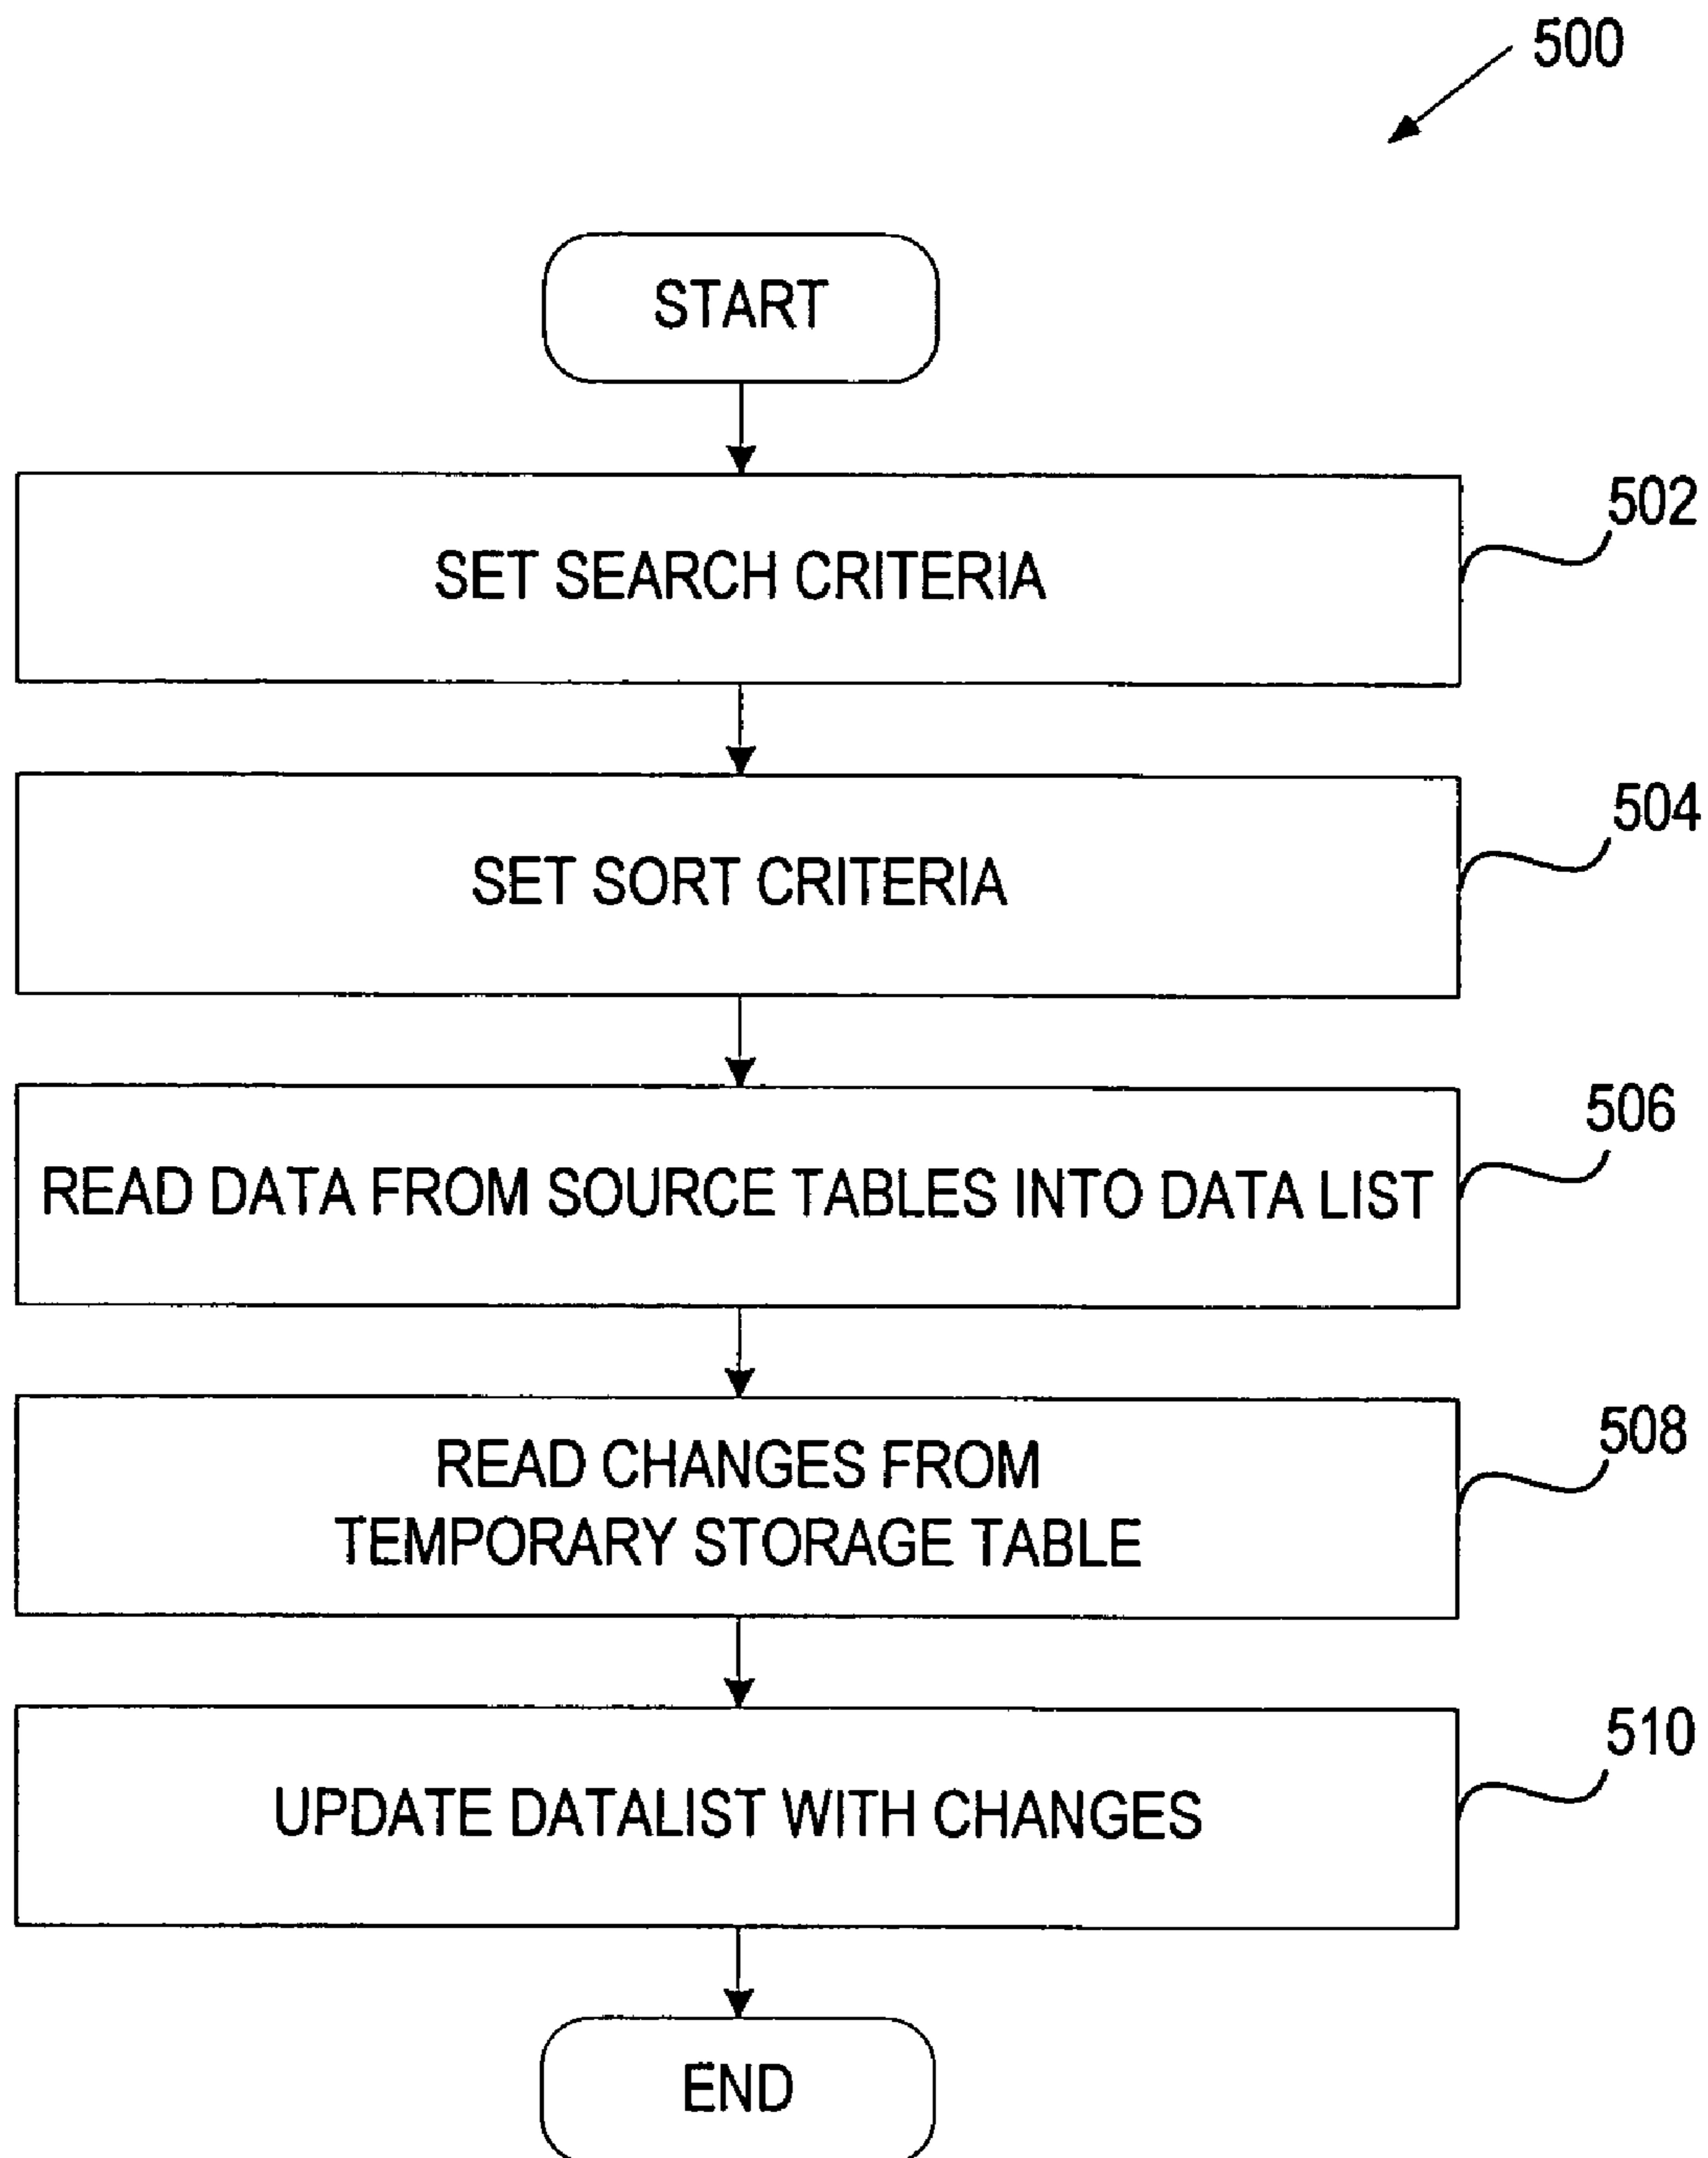 500
START
502
SET SEARCH CRITERIA
504
SET SORT CRITERIA
506
READ DATA FROM SOURCE TABLES INTO DATA LIST
508
READ CHANGES FROM
TEMPORARY STORAGE TABLE
510
UPDATE DATALIST WITH CHANGES
END